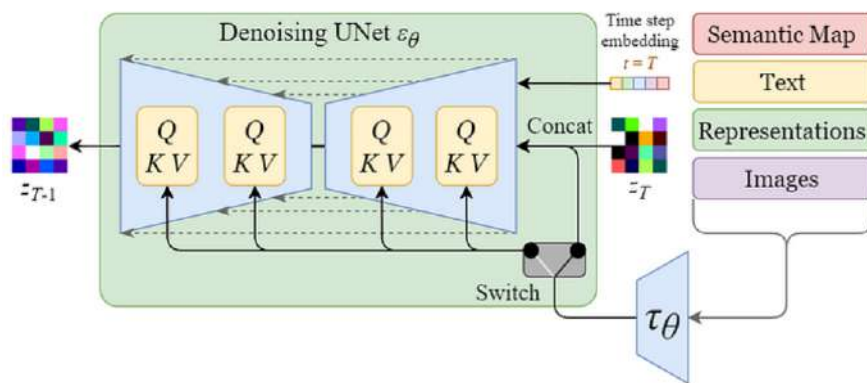 Denoising UNet εθ
Time step
embedding
t = T
Semantic Map
Text
Representations
Images
Q
K V
Q
K V
Q
K V
Q
K V
Concat
zT-1
zT
Switch
τθ